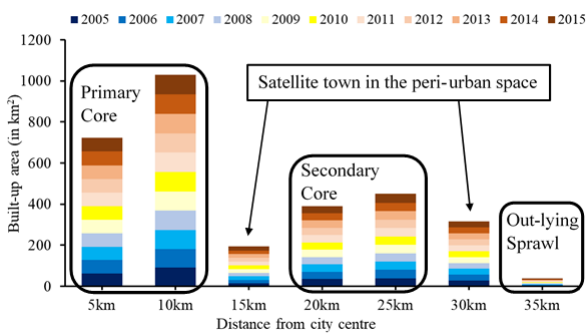 2005 2006 2007 2008 2009 2010 2011 2012 2013 2014 2015
1200
1000
800
600
400
200
0
Built-up area (in km²)
Primary
Core
Satellite town in the peri-urban space
Secondary
Core
Out-lying
Sprawl
5km 10km 15km 20km 25km 30km 35km
Distance from city centre